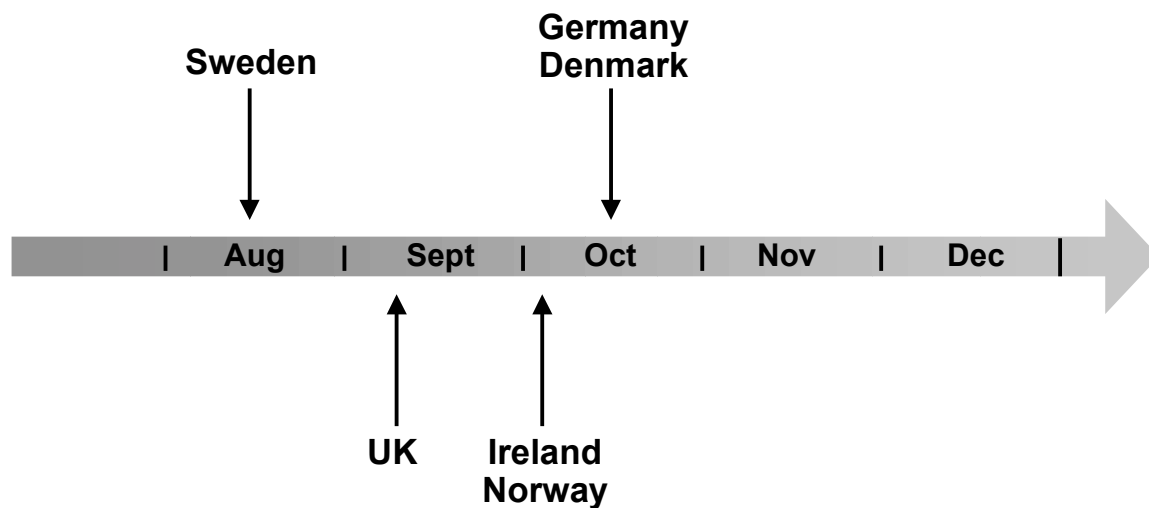 Germany
Denmark
Sweden
| Aug | Sept | Oct | Nov | Dec |
UK
Ireland
Norway